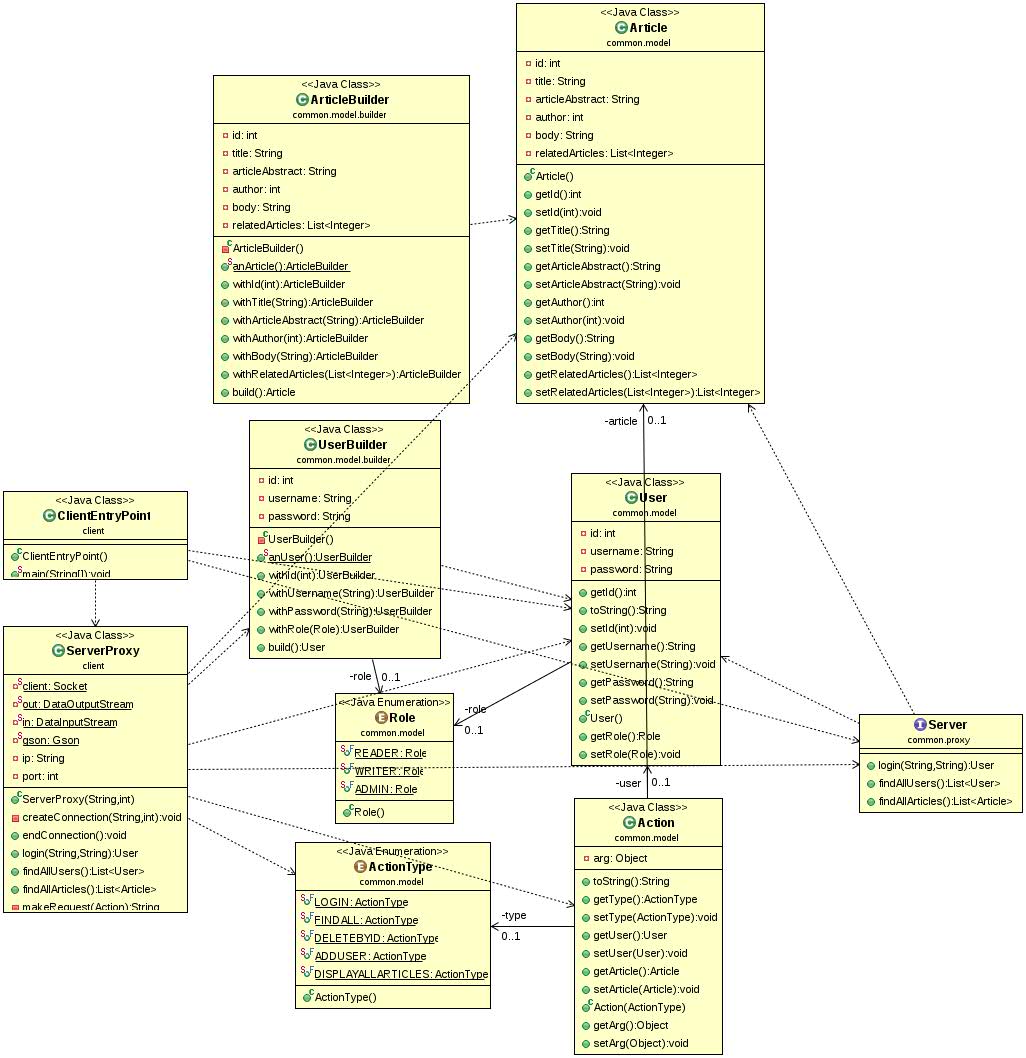 <<Java Class>>
Article
common.model
id: int
title: String
articleAbstract: String
author: int
body: String
relatedArticles: List<Integer>
Article()
getId():int
setId(int):void
getTitle():String
setTitle(String):void
getArticleAbstract():String
setArticleAbstract(String):void
getAuthor():int
setAuthor(int):void
getBody():String
setBody(String):void
getRelatedArticles():List<Integer>
setRelatedArticles(List<Integer>):List<Integer>
<<Java Class>>
ArticleBuilder
common.model.builder
id: int
title: String
articleAbstract: String
author: int
body: String
relatedArticles: List<Integer>
ArticleBuilder()
anArticle():ArticleBuilder
withId(int):ArticleBuilder
withTitle(String):ArticleBuilder
withArticleAbstract(String):ArticleBuilder
withAuthor(int):ArticleBuilder
withBody(String):ArticleBuilder
withRelatedArticles(List<Integer>):ArticleBuilder
build():Article
-article 0..1
<<Java Class>>
UserBuilder
common.model.builder
id: int
username: String
password: String
UserBuilder()
anUser():UserBuilder
withId(int):UserBuilder
withUsername(String):UserBuilder
withPassword(String):UserBuilder
withRole(Role):UserBuilder
build():User
<<Java Class>>
User
common.model
id: int
username: String
password: String
getId():int
toString():String
setId(int):void
getUsername():String
setUsername(String):void
getPassword():String
setPassword(String):void
User()
getRole():Role
setRole(Role):void
<<Java Class>>
ClientEntryPoint
client
ClientEntryPoint()
main(String[]):void
<<Java Class>>
ServerProxy
client
client: Socket
out: DataOutputStream
in: DataInputStream
gson: Gson
ip: String
port: int
ServerProxy(String,int)
createConnection(String,int):void
endConnection():void
login(String,String):User
findAllUsers():List<User>
findAllArticles():List<Article>
makeRequest(Action):String
-role 0..1
<<Java Enumeration>>
Role
common.model
READER: Role
WRITER: Role
ADMIN: Role
Role()
-role
0..1
Server
common.proxy
login(String,String):User
findAllUsers():List<User>
findAllArticles():List<Article>
-user 0..1
<<Java Class>>
Action
common.model
arg: Object
toString():String
getType():ActionType
setType(ActionType):void
getUser():User
setUser(User):void
getArticle():Article
setArticle(Article):void
Action(ActionType)
getArg():Object
setArg(Object):void
<<Java Enumeration>>
ActionType
common.model
LOGIN: ActionType
FINDALL: ActionType
DELETEBYID: ActionType
ADDUSER: ActionType
DISPLAYALLARTICLES: ActionType
ActionType()
-type
0..1